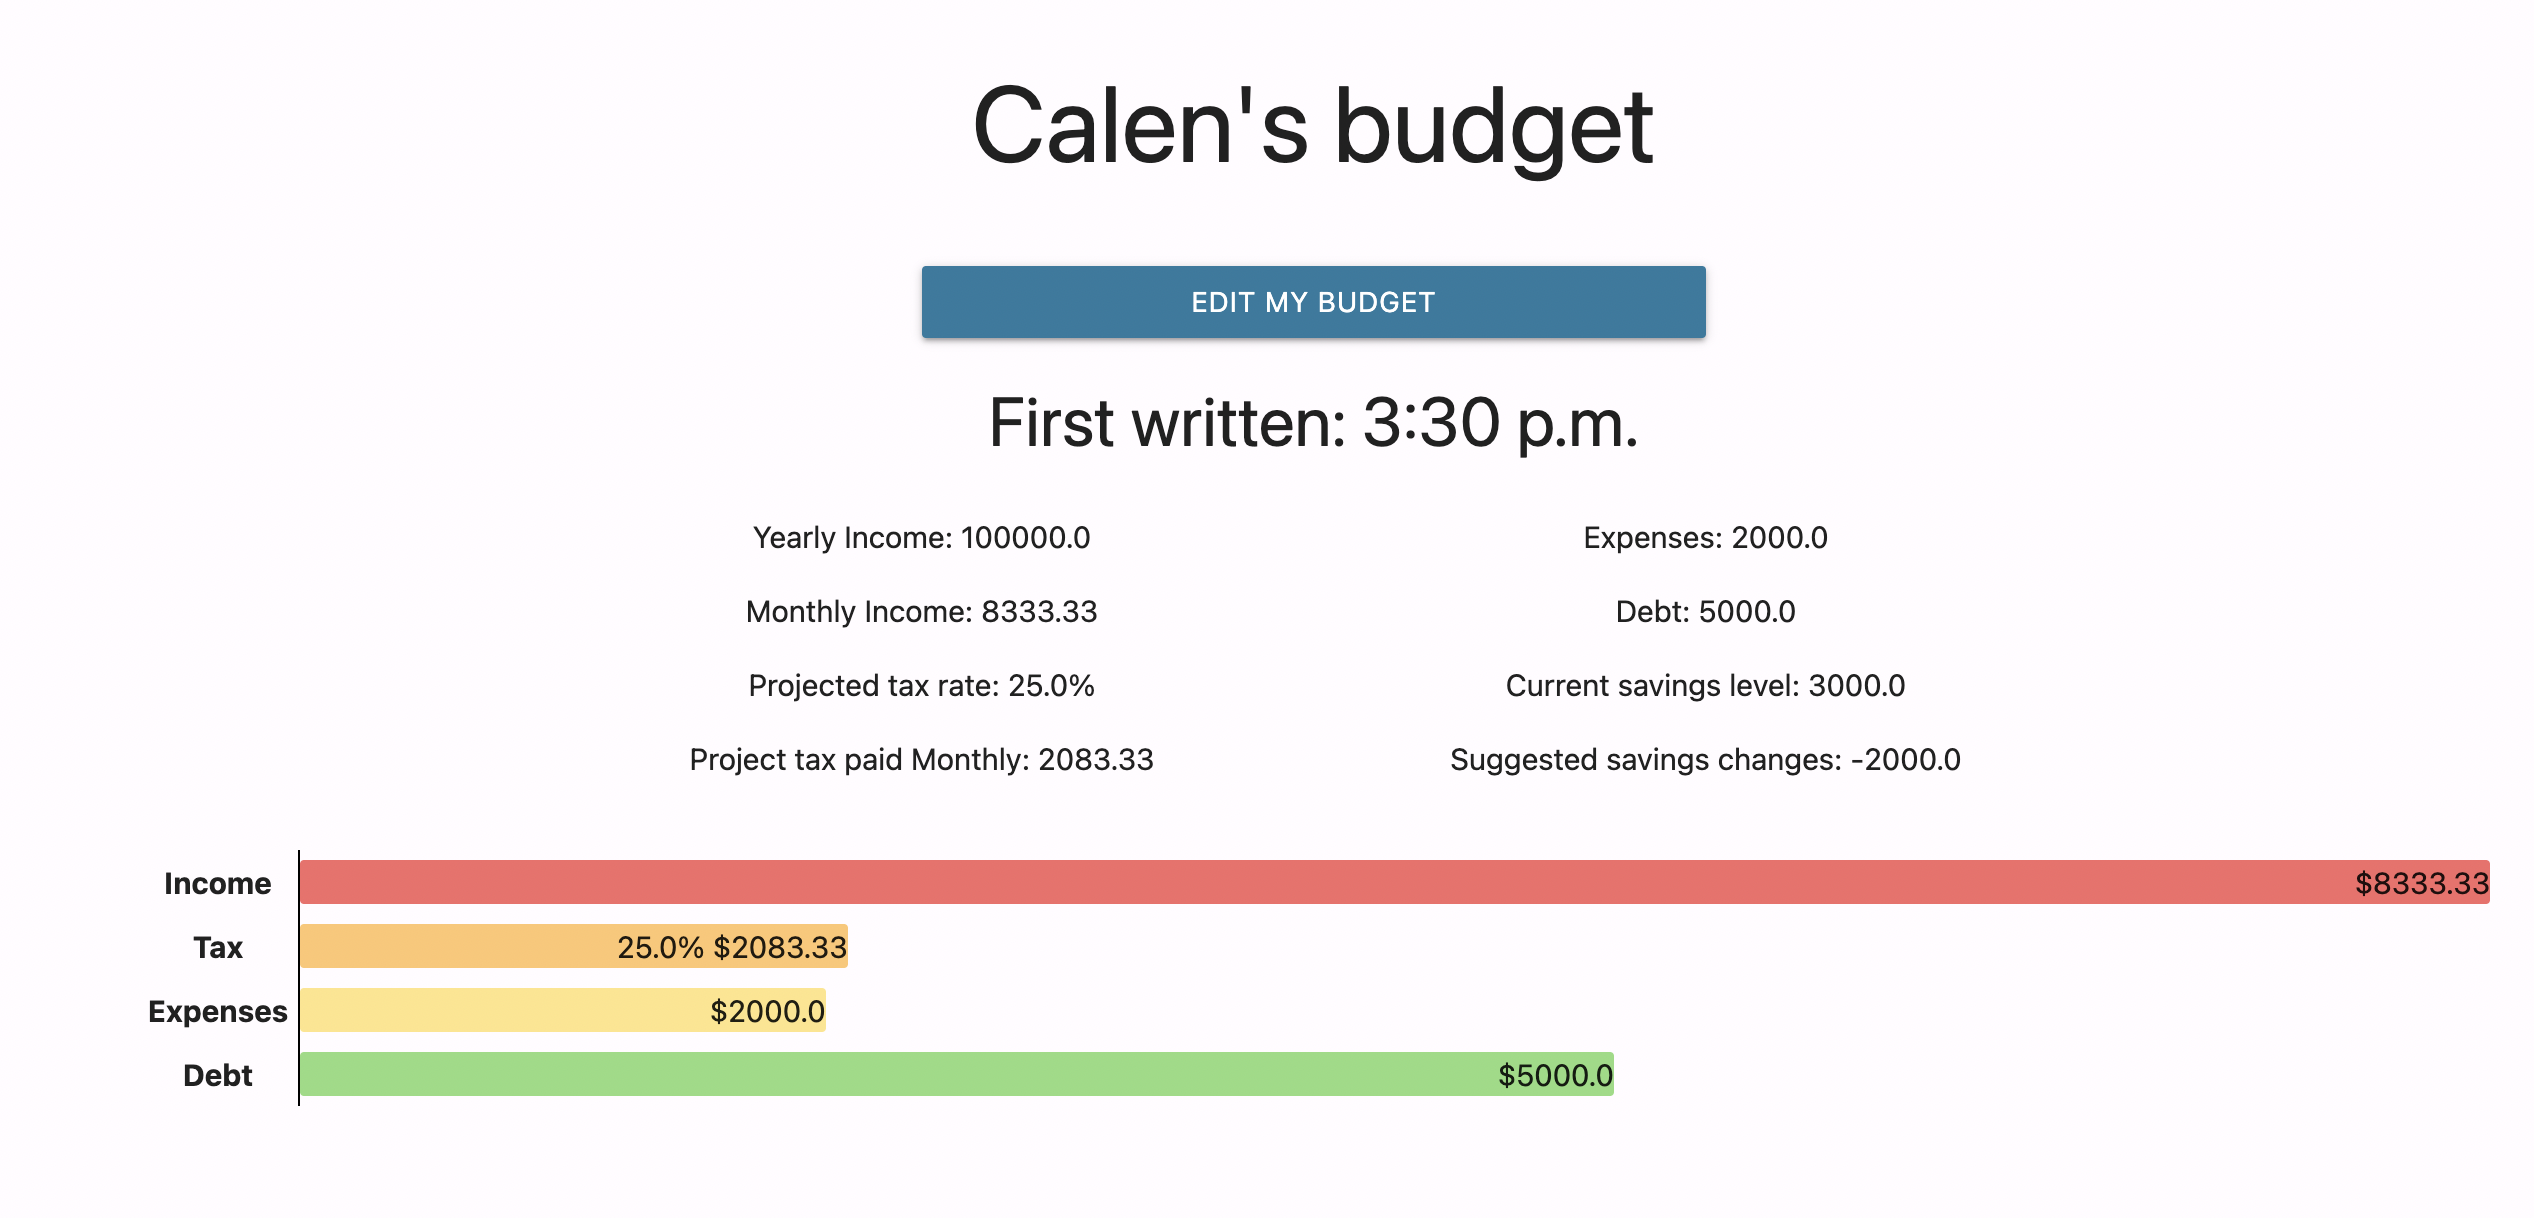 Calen's budget
EDIT MY BUDGET
First written: 3:30 p.m.
Yearly Income: 100000.0
Monthly Income: 8333.33
Projected tax rate: 25.0%
Project tax paid Monthly: 2083.33
Expenses: 2000.0
Debt: 5000.0
Current savings level: 3000.0
Suggested savings changes: -2000.0
Income $8333.33
Tax 25.0% $2083.33
Expenses $2000.0
Debt $5000.0